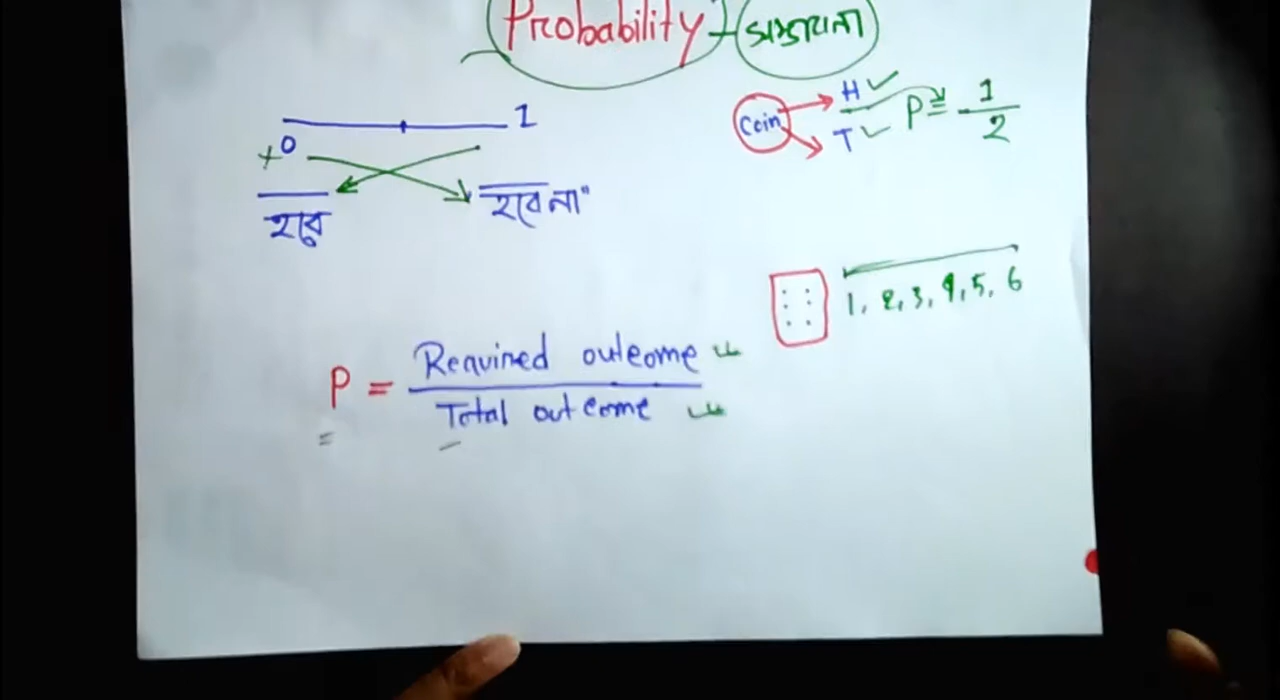 Probability - সম্ভাবনা
0 1
হবে হবেনা"
Coin H T P = 1/2
1, 2, 3, 4, 5, 6
P = Required outcome
Total outcome